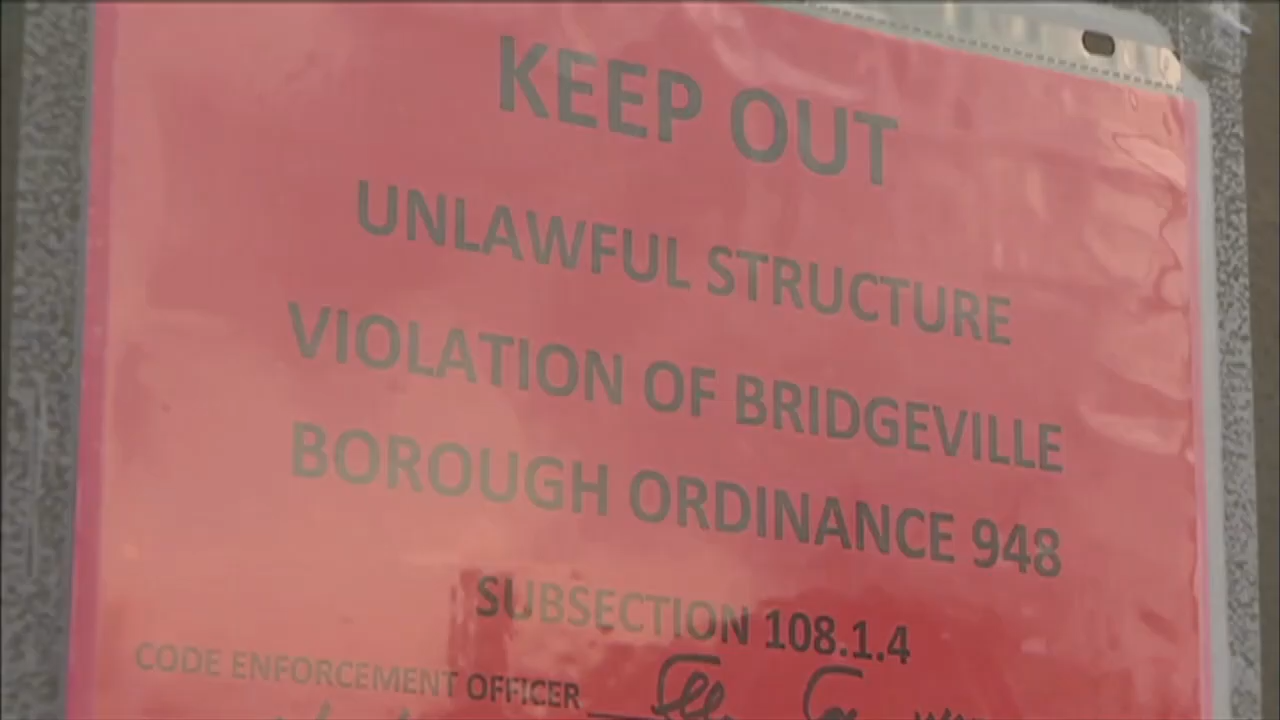 KEEP OUT
UNLAWFUL STRUCTURE
VIOLATION OF BRIDGEVILLE
BOROUGH ORDINANCE 948
SUBSECTION 108.1.4
CODE ENFORCEMENT OFFICER